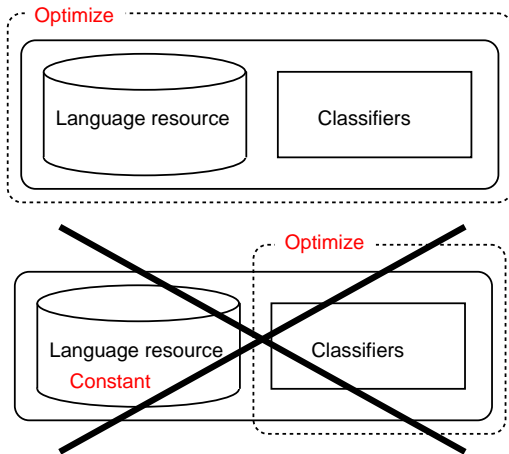 Optimize
Language resource
Classifiers
Optimize
Language resource
Classifiers
Constant